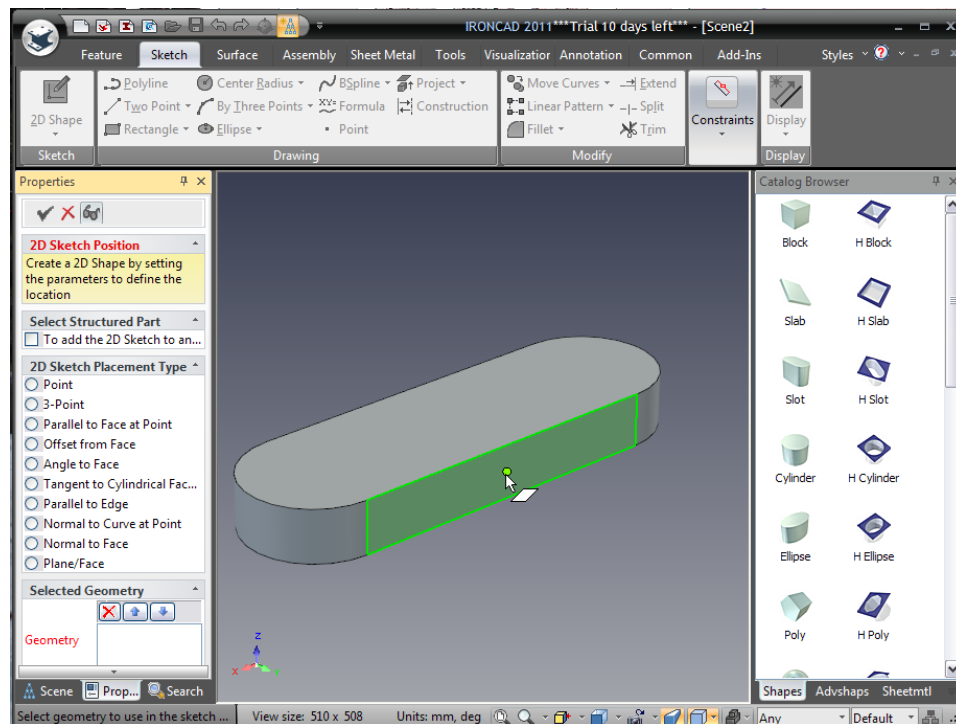 IRONCAD 2011***Trial 10 days left*** - [Scene2]
Feature Sketch Surface Assembly Sheet Metal Tools Visualization Annotation Common Add-Ins Styles
2D Shape
Polyline
Two Point
Rectangle
Center Radius
By Three Points
Ellipse
BSpline
XY= Formula
Point
Project
Construction
Move Curves
Linear Pattern
Fillet
Extend
Split
Trim
Constraints
Display
Sketch Drawing Modify Display
Properties
2D Sketch Position
Create a 2D Shape by setting
the parameters to define the
location
Select Structured Part
To add the 2D Sketch to an...
2D Sketch Placement Type
Point
3-Point
Parallel to Face at Point
Offset from Face
Angle to Face
Tangent to Cylindrical Fac...
Parallel to Edge
Normal to Curve at Point
Normal to Face
Plane/Face
Selected Geometry
Geometry
Scene Prop... Search
z
x Y
Catalog Browser
Block H Block
Slab H Slab
Slot H Slot
Cylinder H Cylinder
Ellipse H Ellipse
Poly H Poly
Shapes Advshaps Sheetmtl
Select geometry to use in the sketch ... View size: 510 x 508 Units: mm, deg Any Default